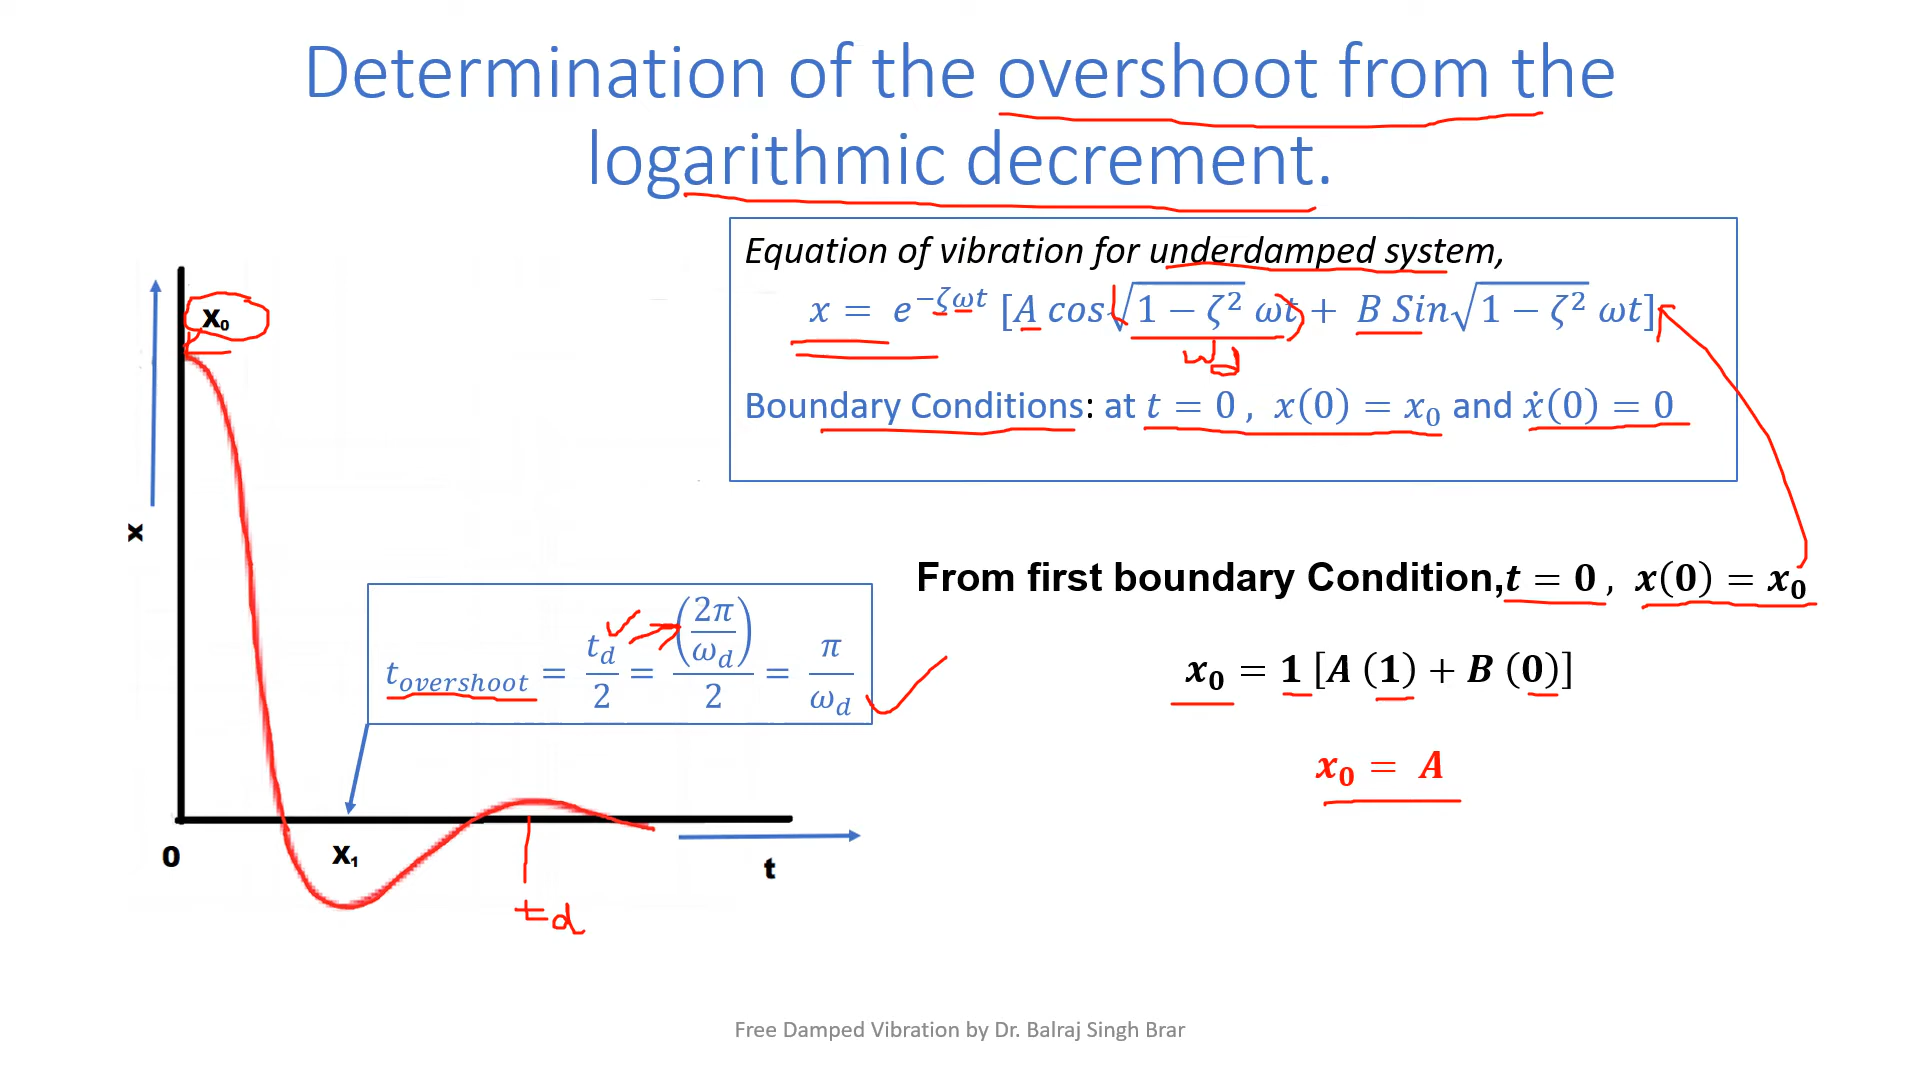 Determination of the overshoot from the
logarithmic decrement.
Equation of vibration for underdamped system,
x = e^{−ζωt} [A cos√(1 − ζ²) ωt + B Sin√(1 − ζ²) ωt]
ω_d
Boundary Conditions: at t = 0 , x(0) = x₀ and ẋ(0) = 0
X₀
x
t_{overshoot} = t_d/2 = (2π/ω_d)/2 = π/ω_d
0
X₁
t
td
From first boundary Condition, t = 0 , x(0) = x₀
x₀ = 1 [A (1) + B (0)]
x₀ = A
Free Damped Vibration by Dr. Balraj Singh Brar